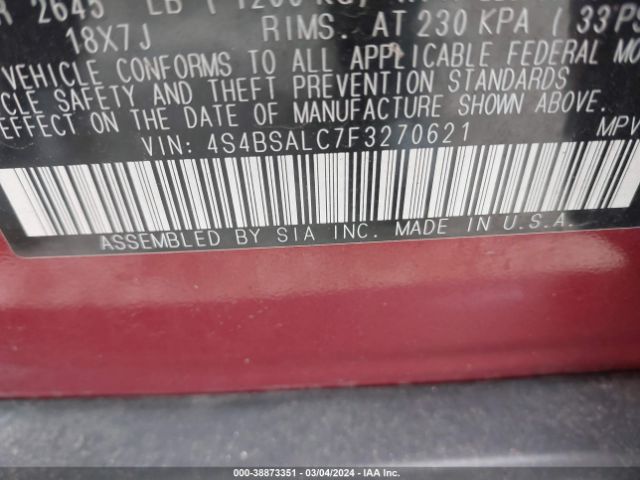 R 2645 LB
18X7J RIMS. AT 230 KPA ( 33 PS
VEHICLE CONFORMS TO ALL APPLICABLE FEDERAL MO
CLE SAFETY AND THEFT PREVENTION STANDARDS
EFFECT ON THE DATE OF MANUFACTURE SHOWN ABOVE.
VIN: 4S4BSALC7F3270621 MPV
ASSEMBLED BY SIA INC. MADE IN U.S.A.
000-38873351 | 03/04/2024 | IAA Inc.